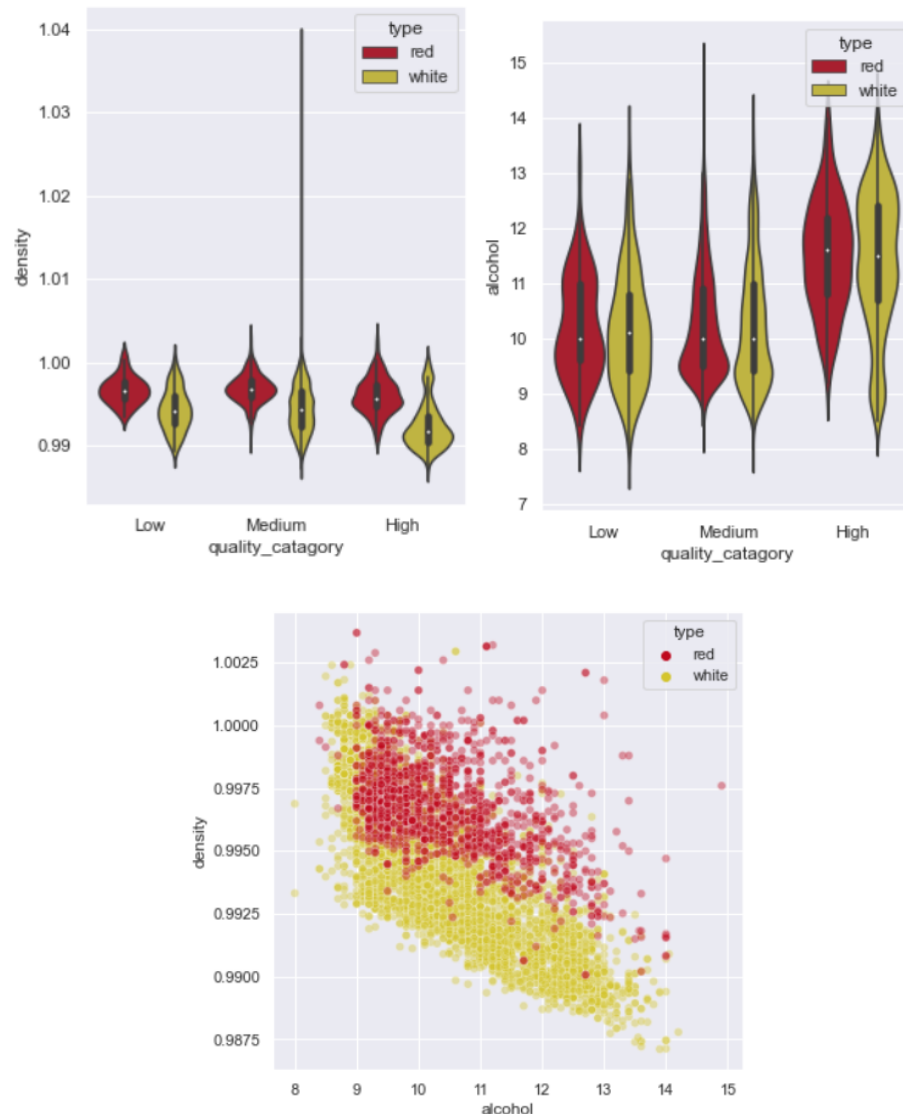 type
red
white
1.04
1.03
1.02
1.01
1.00
0.99
density
Low Medium High
quality_catagory
type
red
white
15
14
13
12
11
10
9
8
7
alcohol
Low Medium High
quality_catagory
type
red
white
1.0025
1.0000
0.9975
0.9950
0.9925
0.9900
0.9875
density
8 9 10 11 12 13 14 15
alcohol